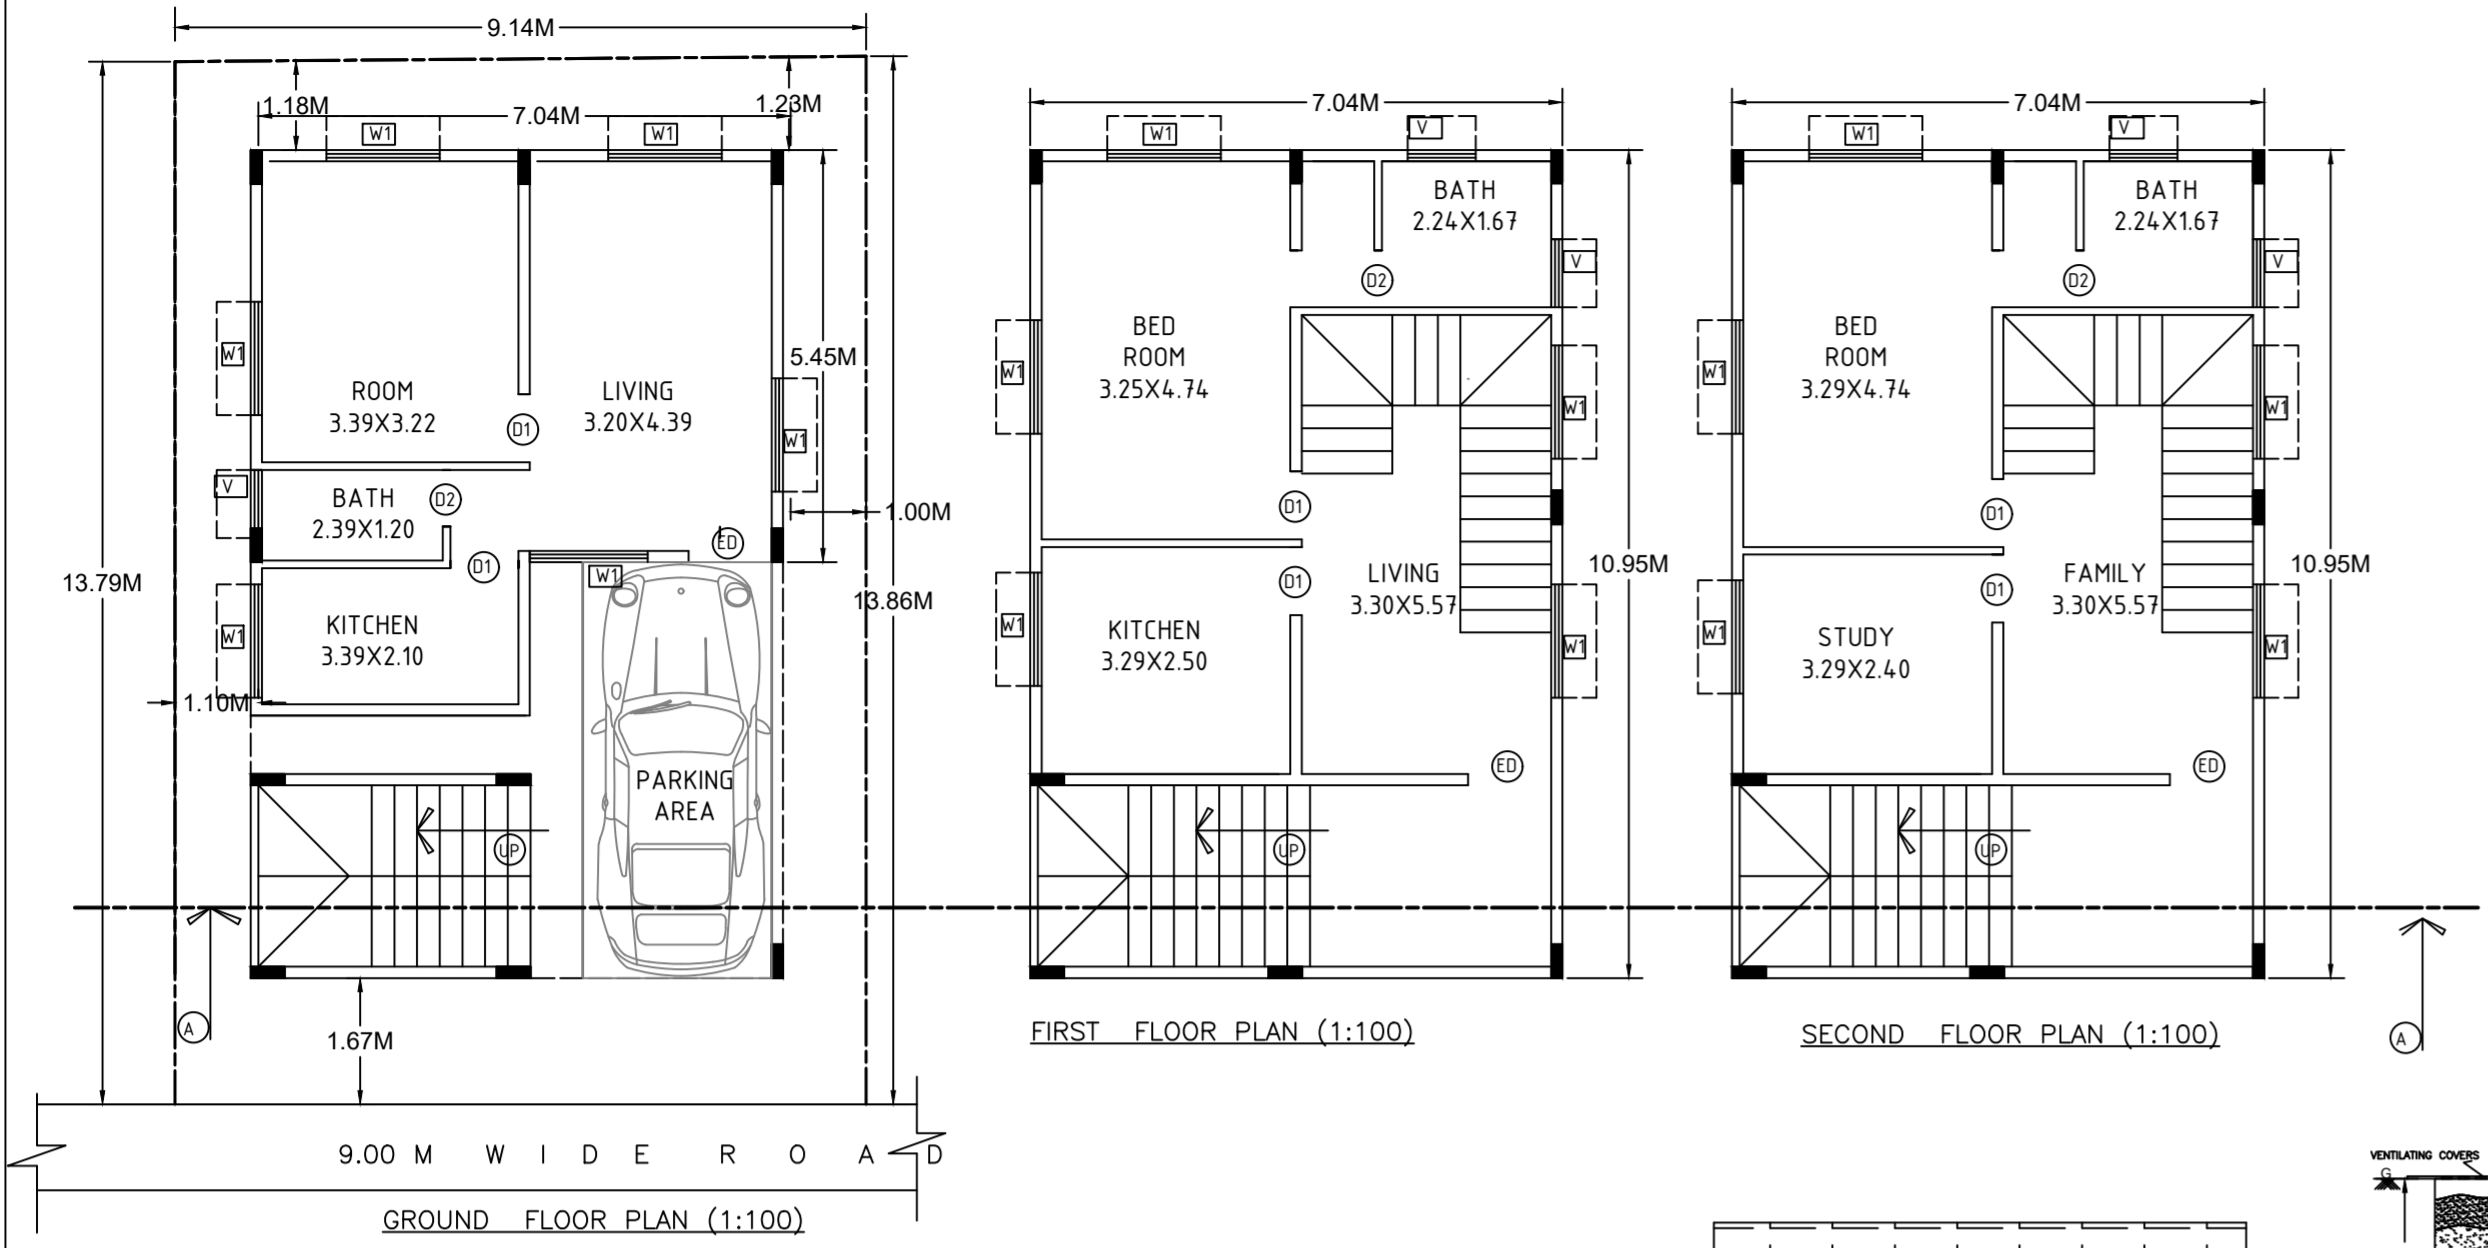 9.14M
1.18M
7.04M
1.23M
W1
W1
W1
ROOM
3.39X3.22
LIVING
3.20X4.39
D1
5.45M
W1
V
BATH
2.39X1.20
D2
1.00M
ED
D1
W1
13.79M
13.86M
KITCHEN
3.39X2.10
W1
1.10M
PARKING
AREA
UP
A
1.67M
9.00 M WIDE ROAD
GROUND FLOOR PLAN (1:100)
7.04M
W1
V
BATH
2.24X1.67
V
D2
BED
ROOM
3.25X4.74
W1
W1
D1
10.95M
D1
LIVING
3.30X5.57
KITCHEN
3.29X2.50
W1
W1
ED
UP
FIRST FLOOR PLAN (1:100)
7.04M
W1
V
BATH
2.24X1.67
V
D2
BED
ROOM
3.29X4.74
W1
W1
D1
10.95M
D1
FAMILY
3.30X5.57
STUDY
3.29X2.40
W1
W1
ED
UP
A
SECOND FLOOR PLAN (1:100)
VENTILATING COVERS
G